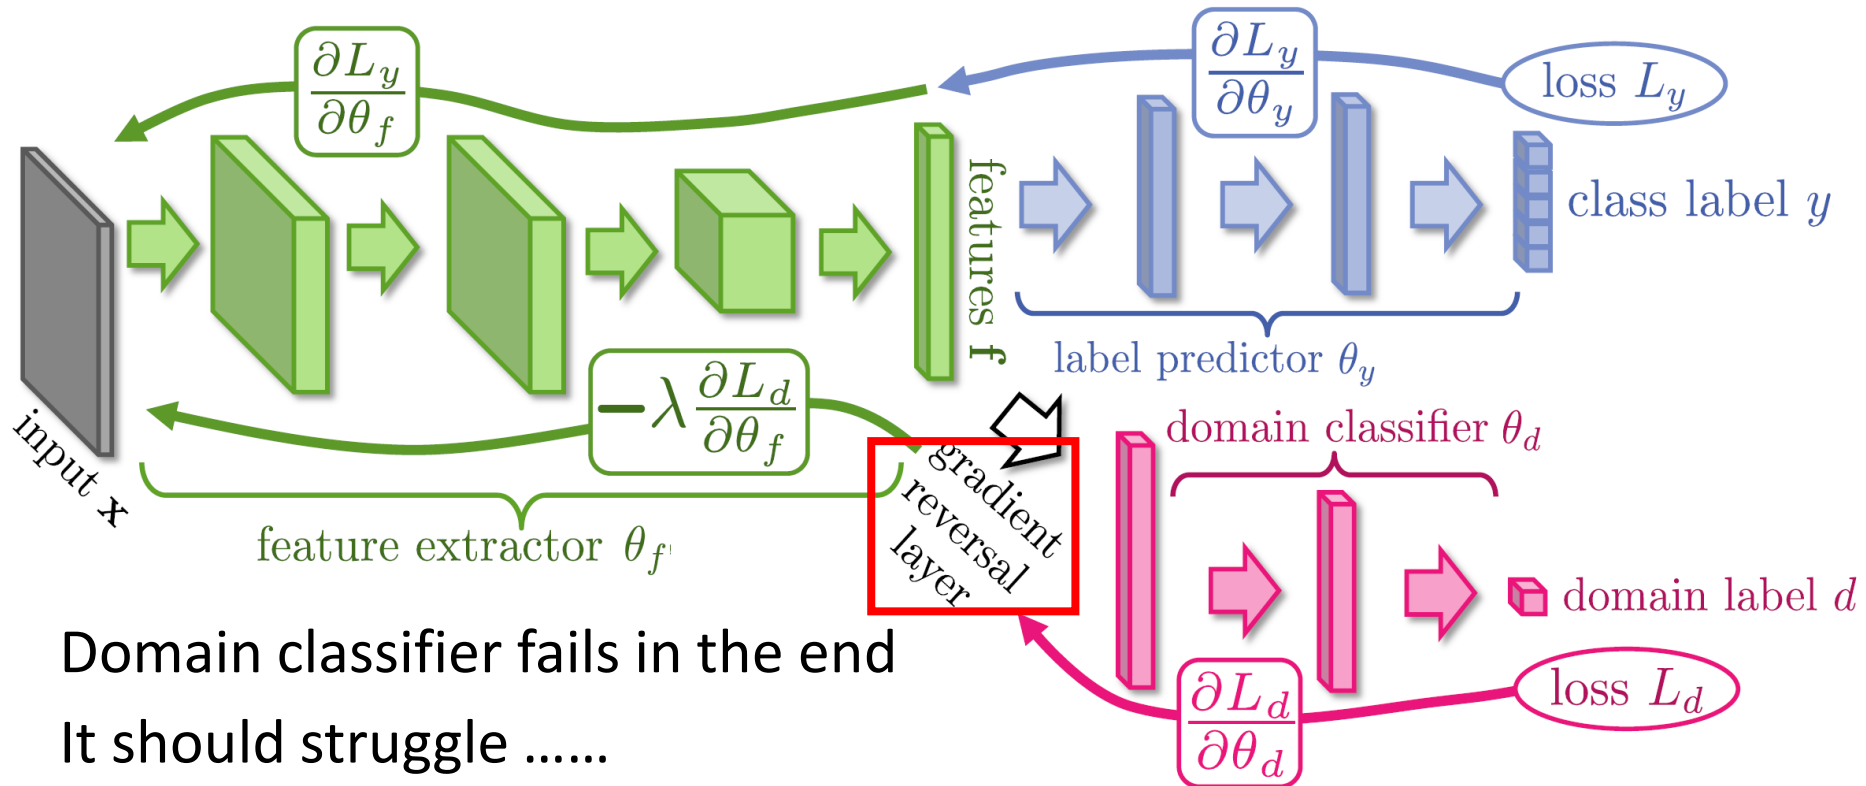 ∂L_y
∂θ_f
∂L_y
∂θ_y
loss L_y
input x
features f
class label y
label predictor θ_y
−λ ∂L_d
∂θ_f
feature extractor θ_f
gradient
reversal
layer
domain classifier θ_d
domain label d
∂L_d
∂θ_d
loss L_d
Domain classifier fails in the end
It should struggle ……